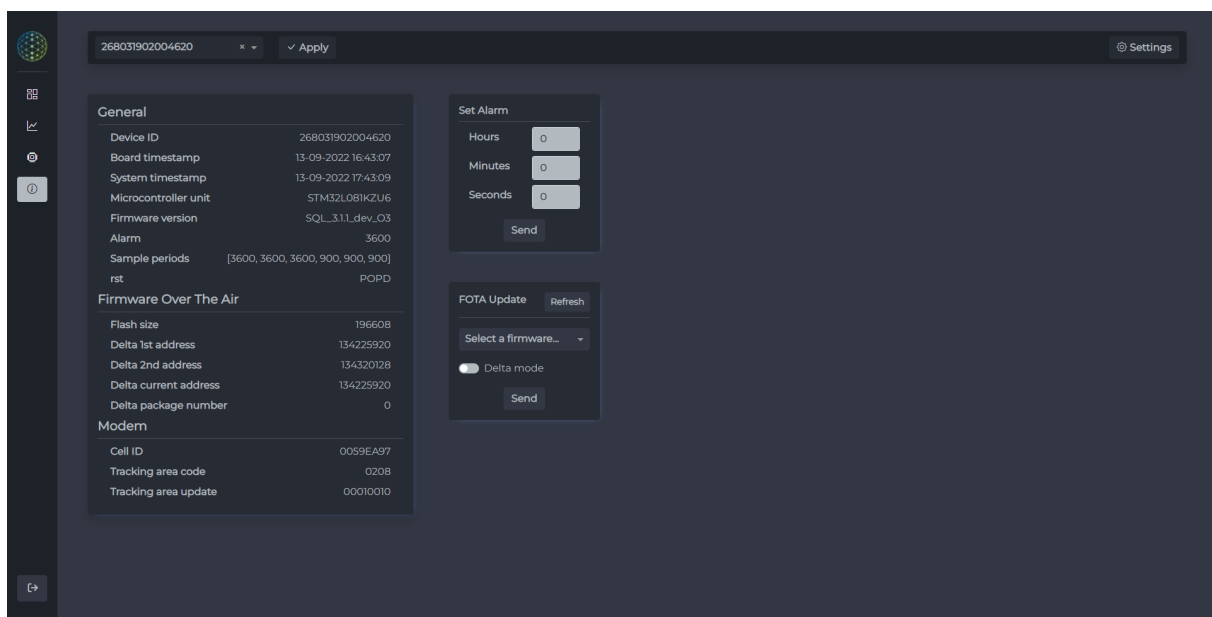 268031902004620 × Apply Settings
General
Device ID 268031902004620
Board timestamp 13-09-2022 16:43:07
System timestamp 13-09-2022 17:43:09
Microcontroller unit STM32L081KZU6
Firmware version SQL_3.1.1_dev_O3
Alarm 3600
Sample periods [3600, 3600, 3600, 900, 900, 900]
rst POPD
Firmware Over The Air
Flash size 196608
Delta 1st address 134225920
Delta 2nd address 134320128
Delta current address 134225920
Delta package number 0
Modem
Cell ID 0059EA97
Tracking area code 0208
Tracking area update 00010010
Set Alarm
Hours 0
Minutes 0
Seconds 0
Send
FOTA Update Refresh
Select a firmware...
Delta mode
Send